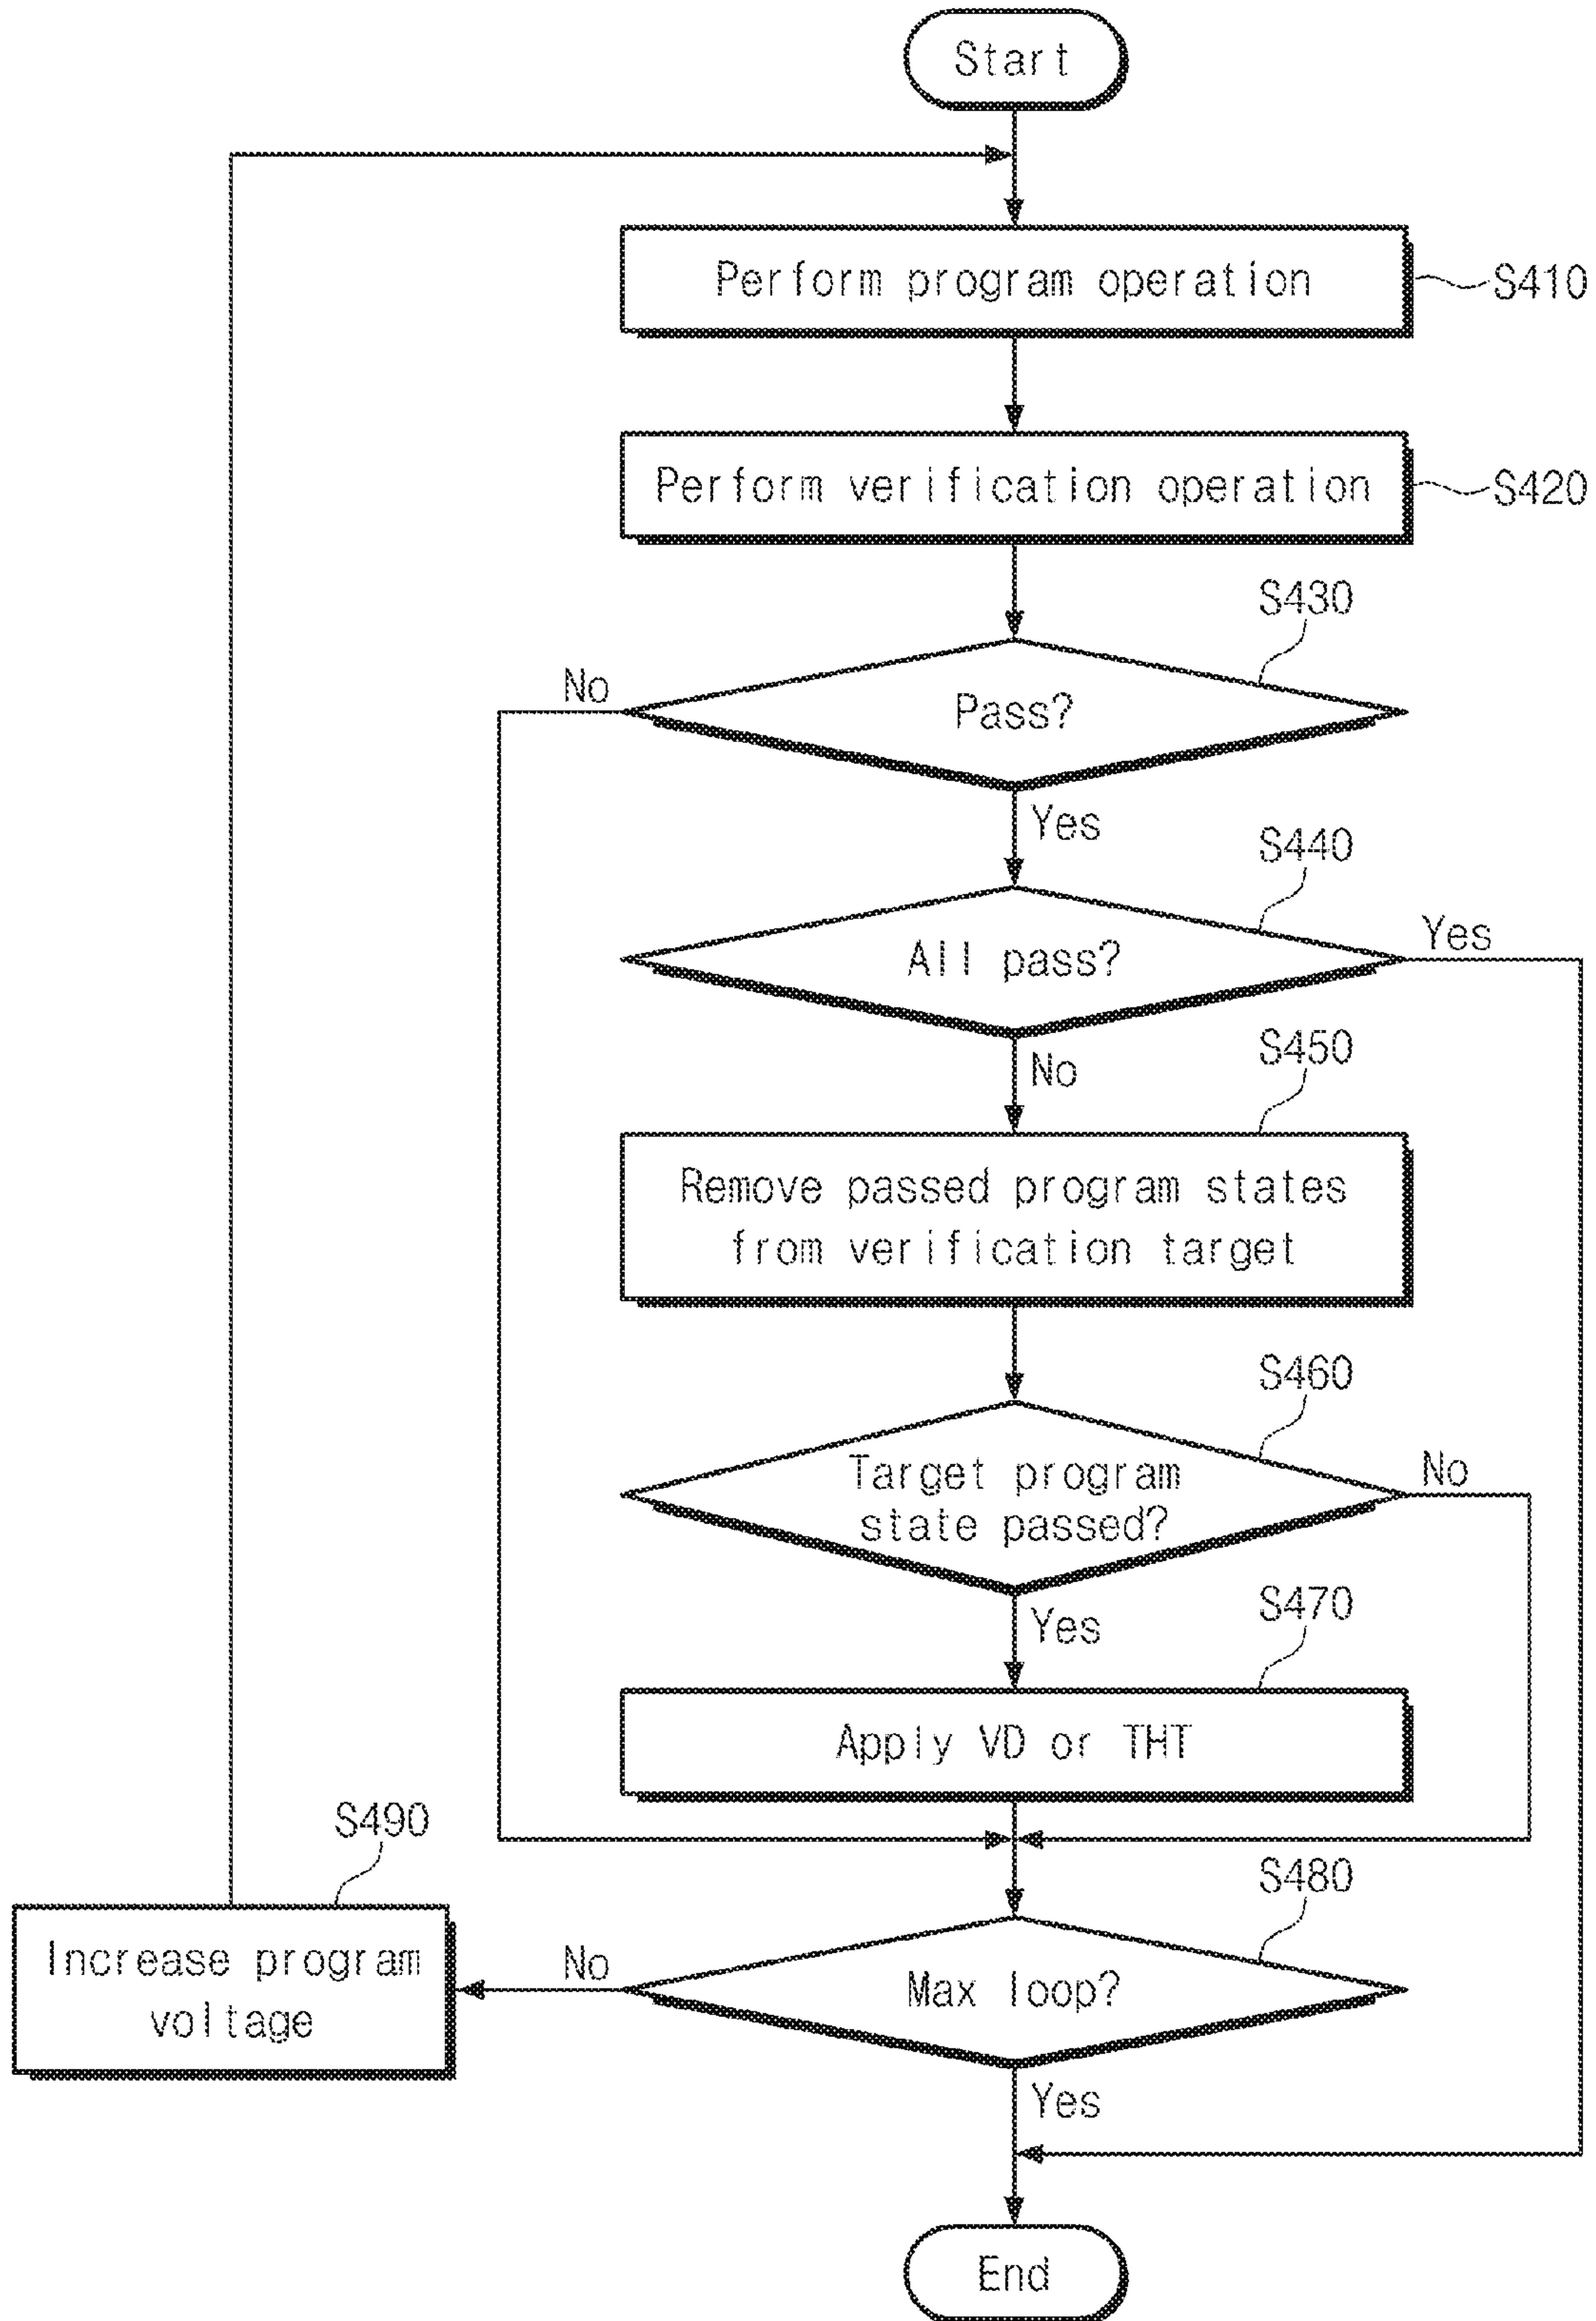 Start
Perform program operation
S410
Perform verification operation
S420
S430
No
Pass?
Yes
S440
Yes
All pass?
No
S450
Remove passed program states
from verification target
S460
No
Target program
state passed?
Yes
S470
Apply VD or THT
S490
S480
Increase program
voltage
No
Max loop?
Yes
End